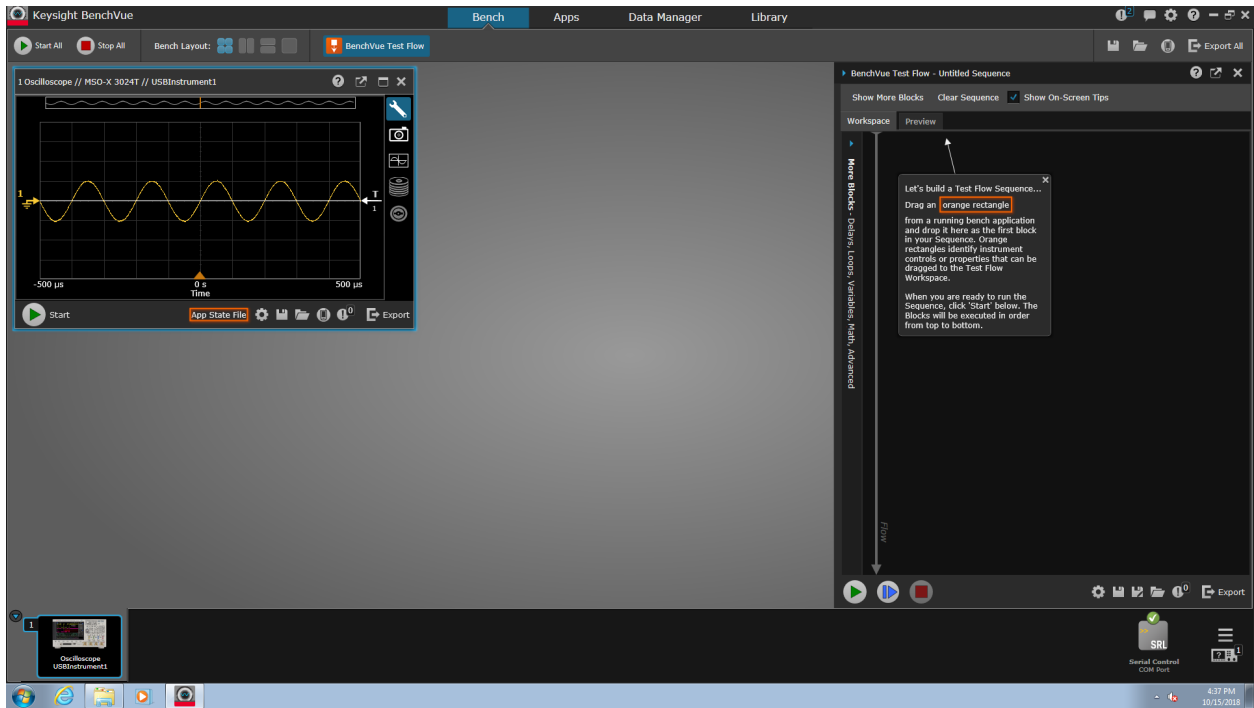 Keysight BenchVue
Bench Apps Data Manager Library
2
Start All Stop All Bench Layout: BenchVue Test Flow
Export All
1 Oscilloscope // MSO-X 3024T // USBInstrument1
1
T
1
-500 µs 0 s 500 µs
Time
Start App State File 0 Export
BenchVue Test Flow - Untitled Sequence
Show More Blocks Clear Sequence Show On-Screen Tips
Workspace Preview
More Blocks - Delays, Loops, Variables, Math, Advanced
Let's build a Test Flow Sequence...
Drag an orange rectangle
from a running bench application
and drop it here as the first block
in your Sequence. Orange
rectangles identify instrument
controls or properties that can be
dragged to the Test Flow
Workspace.
When you are ready to run the
Sequence, click 'Start' below. The
Blocks will be executed in order
from top to bottom.
Flow
0 Export
1
Oscilloscope
USBInstrument1
SRL
Serial Control
COM Port
1
4:37 PM
10/15/2018